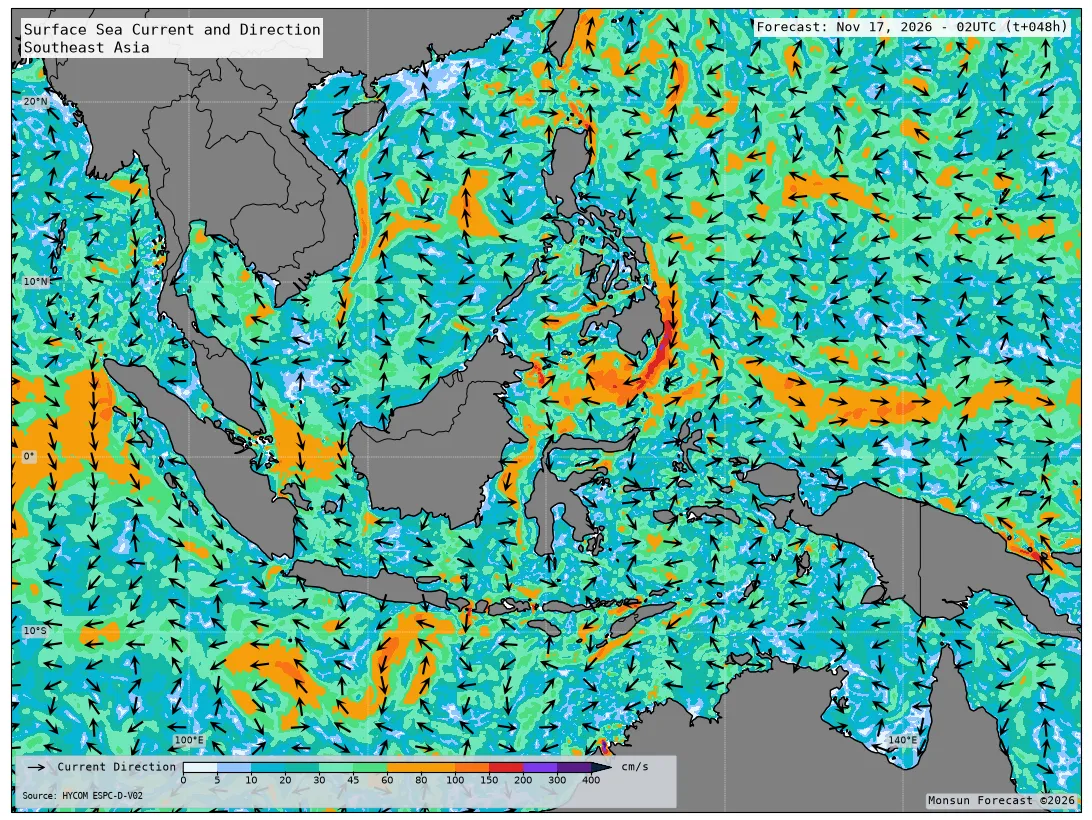 Surface Sea Current and Direction
Southeast Asia
Forecast: Nov 17, 2026 - 02UTC (t+048h)
20°N
10°N
0°
10°S
100°E
140°E
Current Direction
cm/s
0 5 10 20 30 45 60 80 100 150 200 300 400
Source: HYCOM ESPC-D-V02
Monsun Forecast ©2026